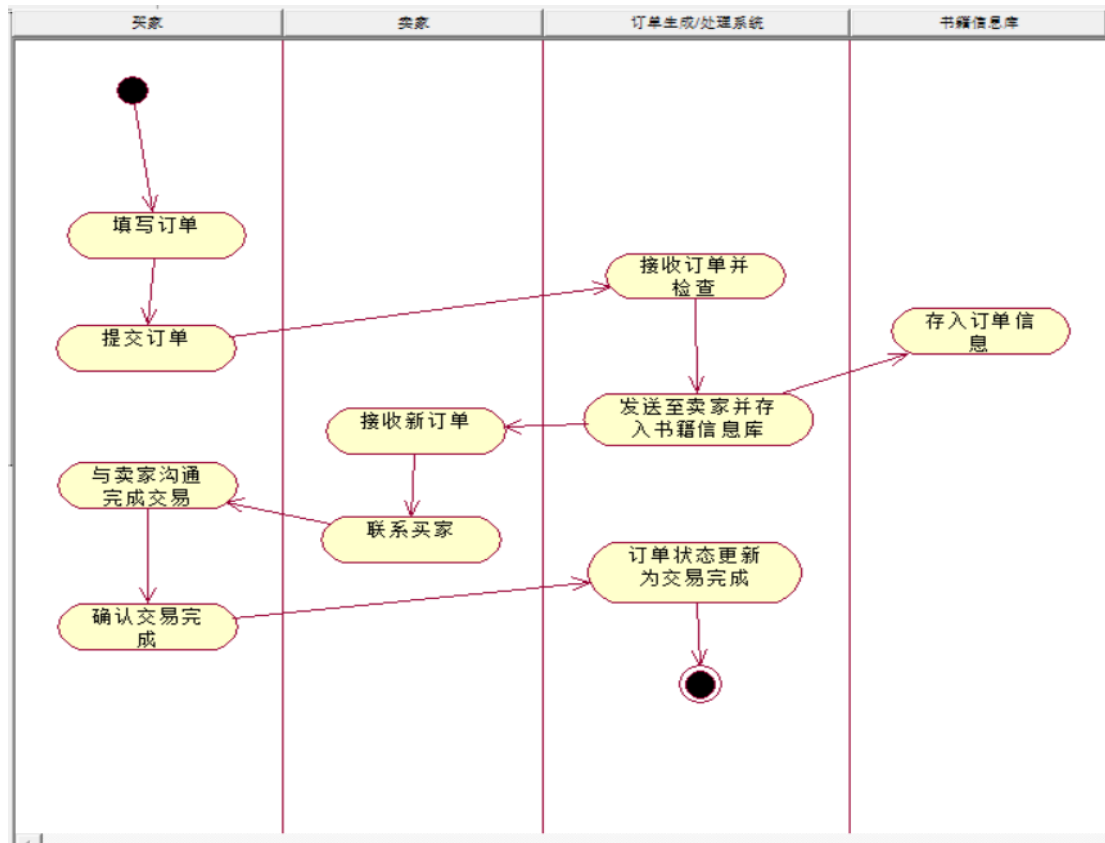 买家
卖家
订单生成/处理系统
书籍信息库
填写订单
提交订单
接收订单并
检查
存入订单信
息
发送至卖家并存
入书籍信息库
接收新订单
联系买家
与卖家沟通
完成交易
确认交易完
成
订单状态更新
为交易完成